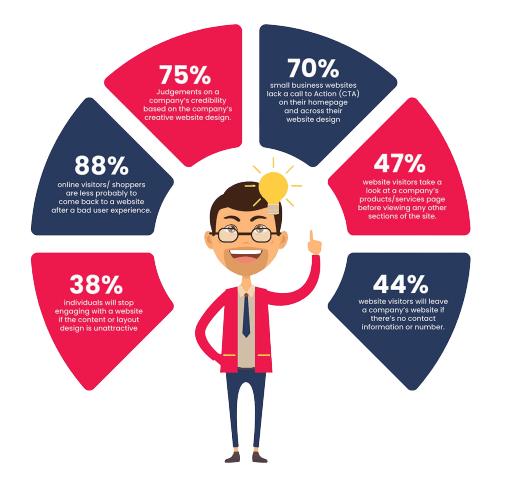 75%
Judgements on a
company's credibility
based on the company's
creative website design.
70%
small business websites
lack a call to Action (CTA)
on their homepage
and across their
website design
88%
online visitors/ shoppers
are less probably to
come back to a website
after a bad user experience.
47%
website visitors take a
look at a company's
products/services page
before viewing any other
sections of the site.
38%
individuals will stop
engaging with a website
if the content or layout
design is unattractive
44%
website visitors will leave
a company's website if
there's no contact
information or number.